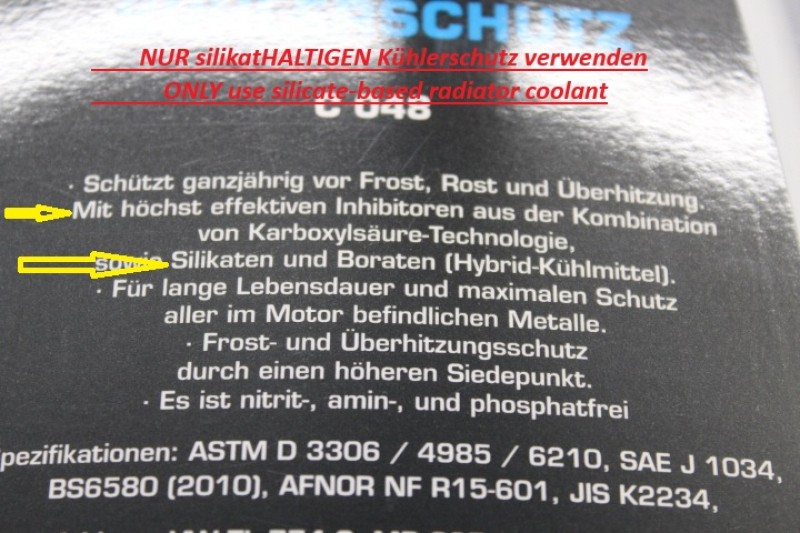 SCHUTZ
NUR silikatHALTIGEN Kühlerschutz verwenden
ONLY use silicate-based radiator coolant
C 048
· Schützt ganzjährig vor Frost, Rost und Überhitzung.
Mit höchst effektiven Inhibitoren aus der Kombination
von Karboxylsäure-Technologie,
sowie Silikaten und Boraten (Hybrid-Kühlmittel).
· Für lange Lebensdauer und maximalen Schutz
aller im Motor befindlichen Metalle.
· Frost- und Überhitzungsschutz
durch einen höheren Siedepunkt.
· Es ist nitrit-, amin-, und phosphatfrei
pezifikationen: ASTM D 3306 / 4985 / 6210, SAE J 1034,
BS6580 (2010), AFNOR NF R15-601, JIS K2234,